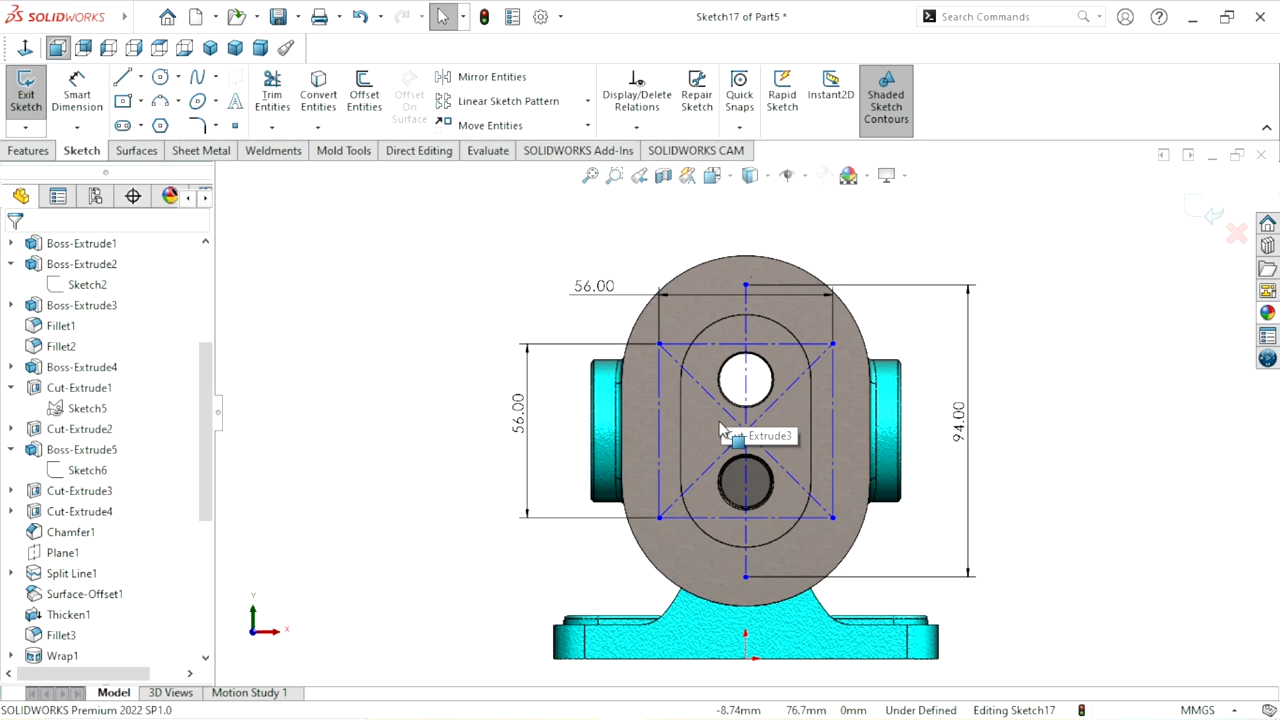 SOLIDWORKS
Sketch17 of Part5 *
Search Commands
Exit Sketch
Smart Dimension
Trim Entities
Convert Entities
Offset Entities
Offset On Surface
Mirror Entities
Linear Sketch Pattern
Move Entities
Display/Delete Relations
Repair Sketch
Quick Snaps
Rapid Sketch
Instant2D
Shaded Sketch Contours
Features
Sketch
Surfaces
Sheet Metal
Weldments
Mold Tools
Direct Editing
Evaluate
SOLIDWORKS Add-Ins
SOLIDWORKS CAM
Boss-Extrude1
Boss-Extrude2
Sketch2
Boss-Extrude3
Fillet1
Fillet2
Boss-Extrude4
Cut-Extrude1
Sketch5
Cut-Extrude2
Boss-Extrude5
Sketch6
Cut-Extrude3
Cut-Extrude4
Chamfer1
Plane1
Split Line1
Surface-Offset1
Thicken1
Fillet3
Wrap1
56.00
56.00
94.00
Cut-Extrude3
Y
X
Model
3D Views
Motion Study 1
SOLIDWORKS Premium 2022 SP1.0
-8.74mm
76.7mm
0mm
Under Defined
Editing Sketch17
MMGS